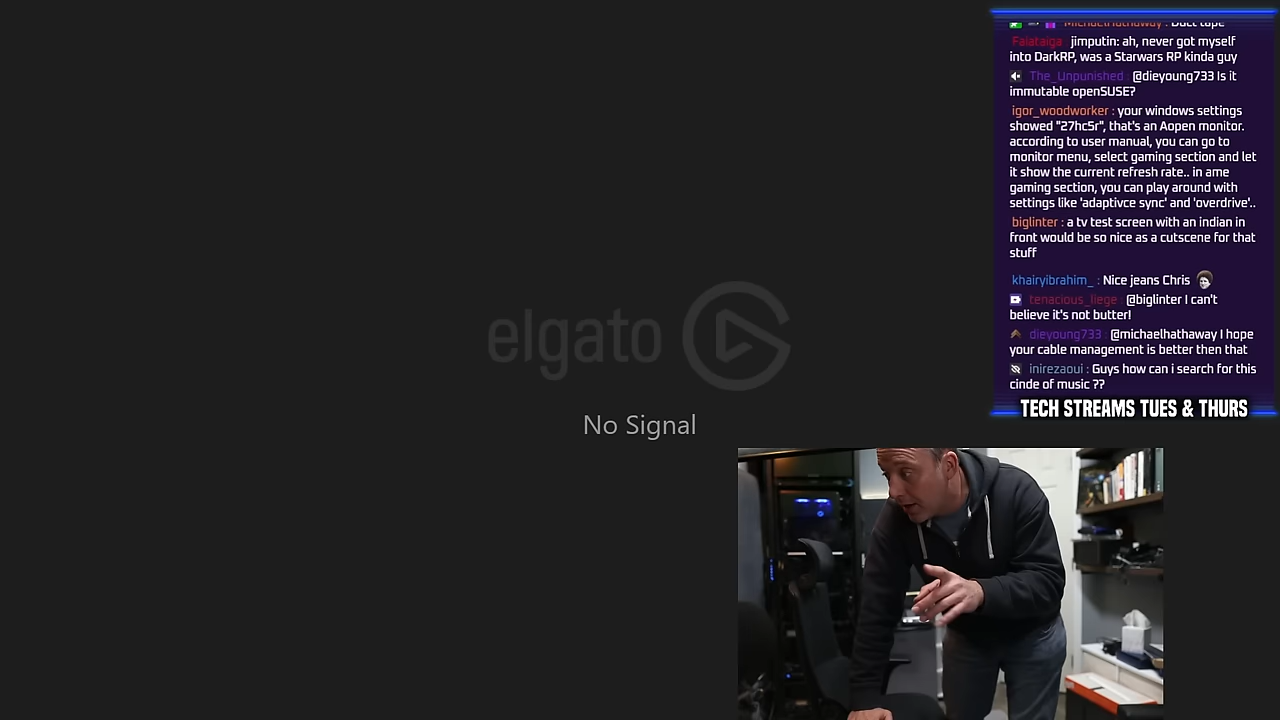 MichaelHathaway : Duct tape
Falataiga jimputin: ah, never got myself
into DarkRP, was a Starwars RP kinda guy
The_Unpunished : @dieyoung733 Is it
immutable openSUSE?
igor_woodworker : your windows settings
showed "27hc5r", that's an Aopen monitor.
according to user manual, you can go to
monitor menu, select gaming section and let
it show the current refresh rate.. in ame
gaming section, you can play around with
settings like 'adaptivce sync' and 'overdrive'..
biglinter : a tv test screen with an indian in
front would be so nice as a cutscene for that
stuff
khairyibrahim_ : Nice jeans Chris
tenacious_liege : @biglinter I can't
believe it's not butter!
dieyoung733 : @michaelhathaway I hope
your cable management is better then that
inirezaoui : Guys how can i search for this
cinde of music ??
TECH STREAMS TUES & THURS
elgato
No Signal